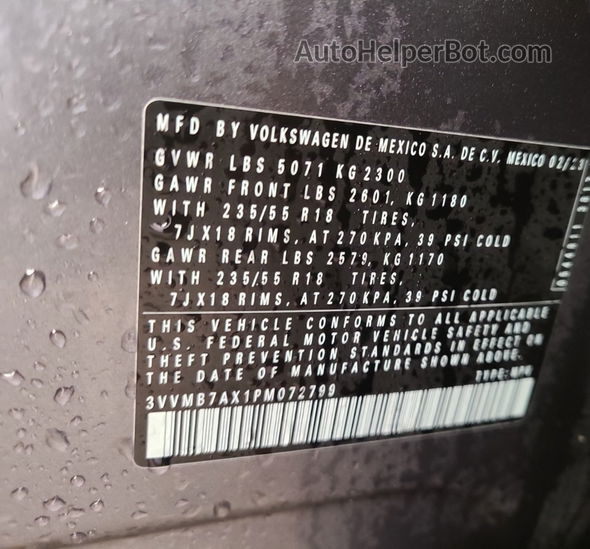 AutoHelperBot.com
MFD BY VOLKSWAGEN DE MEXICO S.A. DE C.V. MEXICO 02/23
GVWR LBS 5071 KG 2300
GAWR FRONT LBS 2601, KG 1180
WITH 235/55 R18 TIRES,
7JX18 RIMS, AT 270 KPA, 39 PSI COLD
GAWR REAR LBS 2579, KG 1170
WITH 235/55 R18 TIRES,
7JX18 RIMS, AT 270 KPA, 39 PSI COLD
THIS VEHICLE CONFORMS TO ALL APPLICABLE
U.S. FEDERAL MOTOR VEHICLE SAFETY AND
THEFT PREVENTION STANDARDS IN EFFECT ON
THE DATE OF MANUFACTURE SHOWN ABOVE.
3VVMB7AX1PM072799 TYPE: MPV